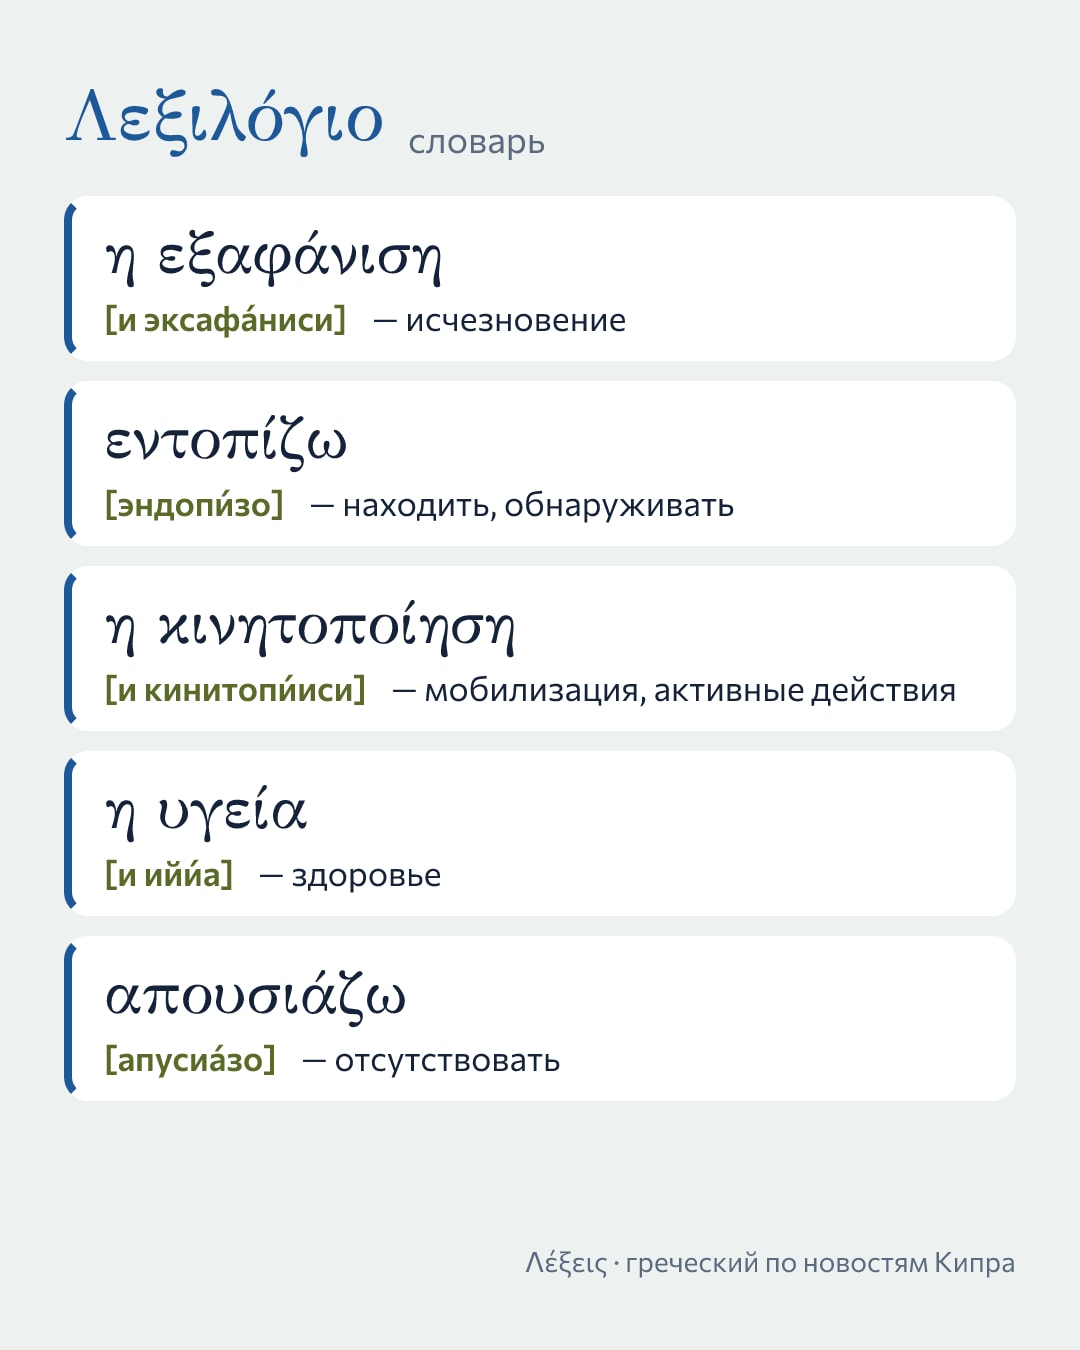 Λεξιλόγιο словарь
η εξαφάνιση
[и эксафа́ниси] — исчезновение
εντοπίζω
[эндопи́зо] — находить, обнаруживать
η κινητοποίηση
[и кинитопи́иси] — мобилизация, активные действия
η υγεία
[и ийи́а] — здоровье
απουσιάζω
[апусиа́зо] — отсутствовать
Λέξεις · греческий по новостям Кипра